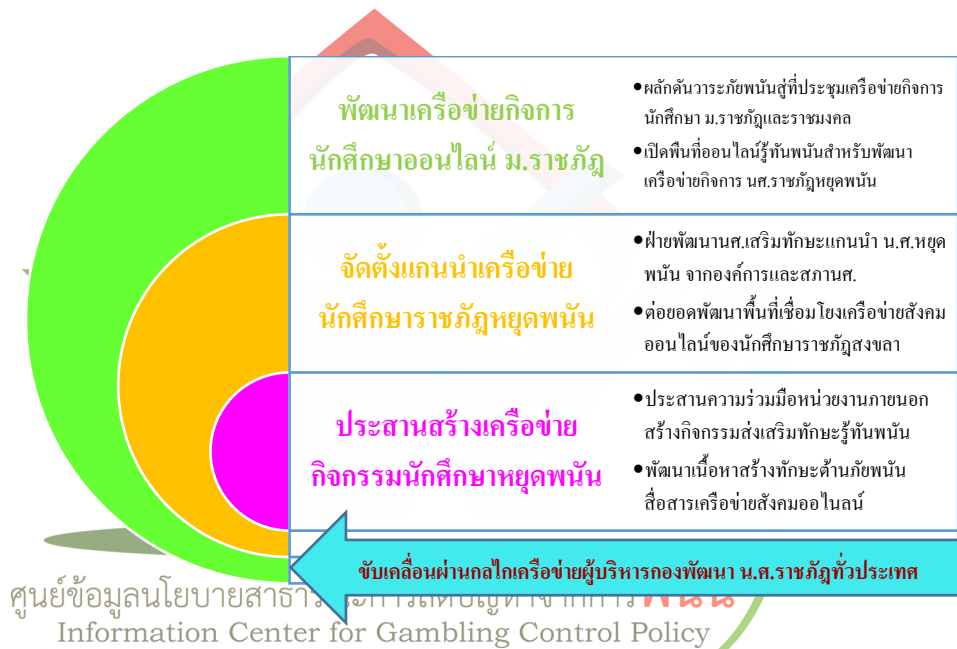 พัฒนาเครือข่ายกิจการ
นักศึกษาออนไลน์ ม.ราชภัฎ
•ผลักดันวาระภัยพนันสู่ที่ประชุมเครือข่ายกิจการ
นักศึกษา ม.ราชภัฎและราชมงคล
•เปิดพืนที่ออนไลน์รู้ทันพนันสำหรับพัฒนา
เครือข่ายกิจการ นศ.ราชภัฎหยุดพนัน
จัดตั้งแกนนำเครือข่าย
นักศึกษาราชภัฎหยุดพนัน
•ฝ่ายพัฒนานศ.เสริมทักษะแกนนำ น.ศ.หยุด
พนัน จากองค์การและสภานศ.
•ต่อยอดพัฒนาพื้นที่เชื่อมโยงเครือข่ายสังคม
ออนไลน์ของนักศึกษาราชภัฎสงขลา
ประสานสร้างเครือข่าย
กิจกรรมนักศึกษาหยุดพนัน
•ประสานความร่วมมือหน่วยงานภายนอก
สร้างกิจกรรมส่งเสริมทักษะรู้ทันพนัน
•พัฒนาเนื้อหาสร้างทักษะด้านภัยพนัน
สื่อสารเครือข่ายสังคมออไนลน์
ขับเคลื่อนผ่านกลไกเครือข่ายผู้บริหารกองพัฒนา น.ศ.ราชภัฎทั่วประเทศ
ศูนย์ข้อมูลนโยบาย
Information Center for Gambling Control Policy